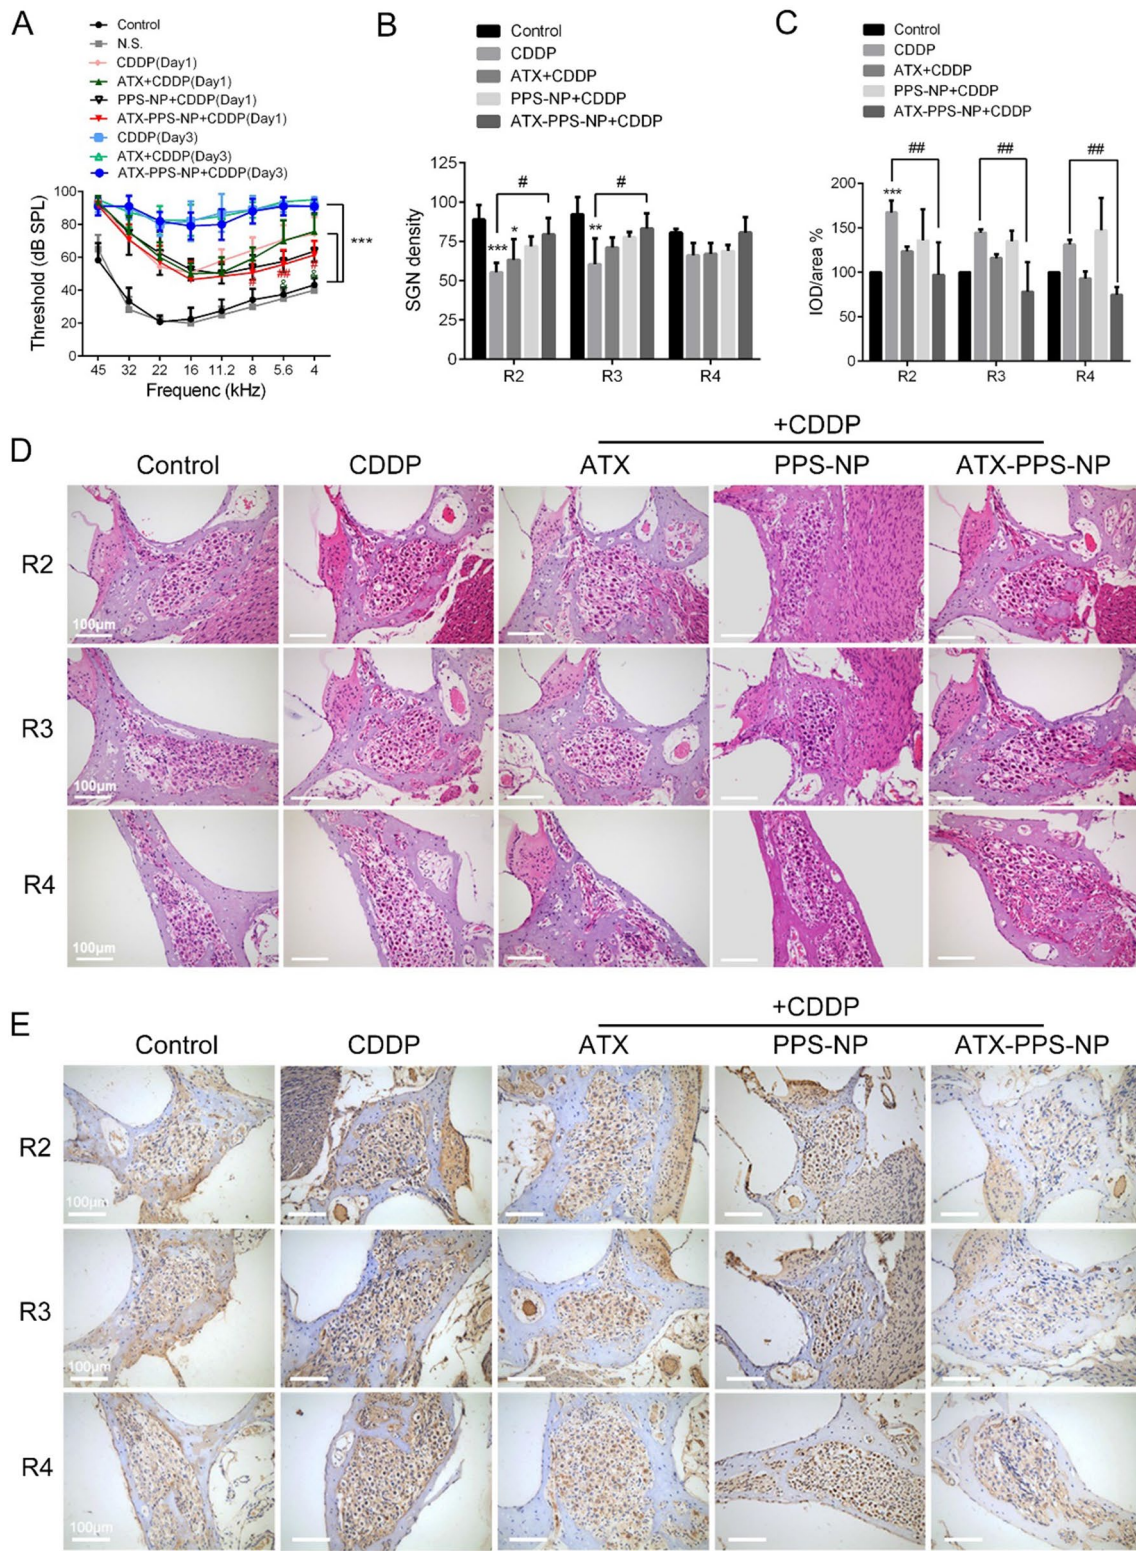 A
Control
N.S.
CDDP(Day1)
ATX+CDDP(Day1)
PPS-NP+CDDP(Day1)
ATX-PPS-NP+CDDP(Day1)
CDDP(Day3)
ATX+CDDP(Day3)
ATX-PPS-NP+CDDP(Day3)
Threshold (dB SPL)
100
80
60
40
20
0
***
# ## #
& &
45 32 22 16 11.2 8 5.6 4
Frequenc (kHz)
B
Control
CDDP
ATX+CDDP
PPS-NP+CDDP
ATX-PPS-NP+CDDP
SGN density
125
100
75
50
25
0
# #
*** * **
R2 R3 R4
C
Control
CDDP
ATX+CDDP
PPS-NP+CDDP
ATX-PPS-NP+CDDP
IOD/area %
200
150
100
50
0
## ## ##
***
R2 R3 R4
D
+CDDP
Control CDDP ATX PPS-NP ATX-PPS-NP
R2
100μm
R3
100μm
R4
100μm
E
+CDDP
Control CDDP ATX PPS-NP ATX-PPS-NP
R2
100μm
R3
100μm
R4
100μm